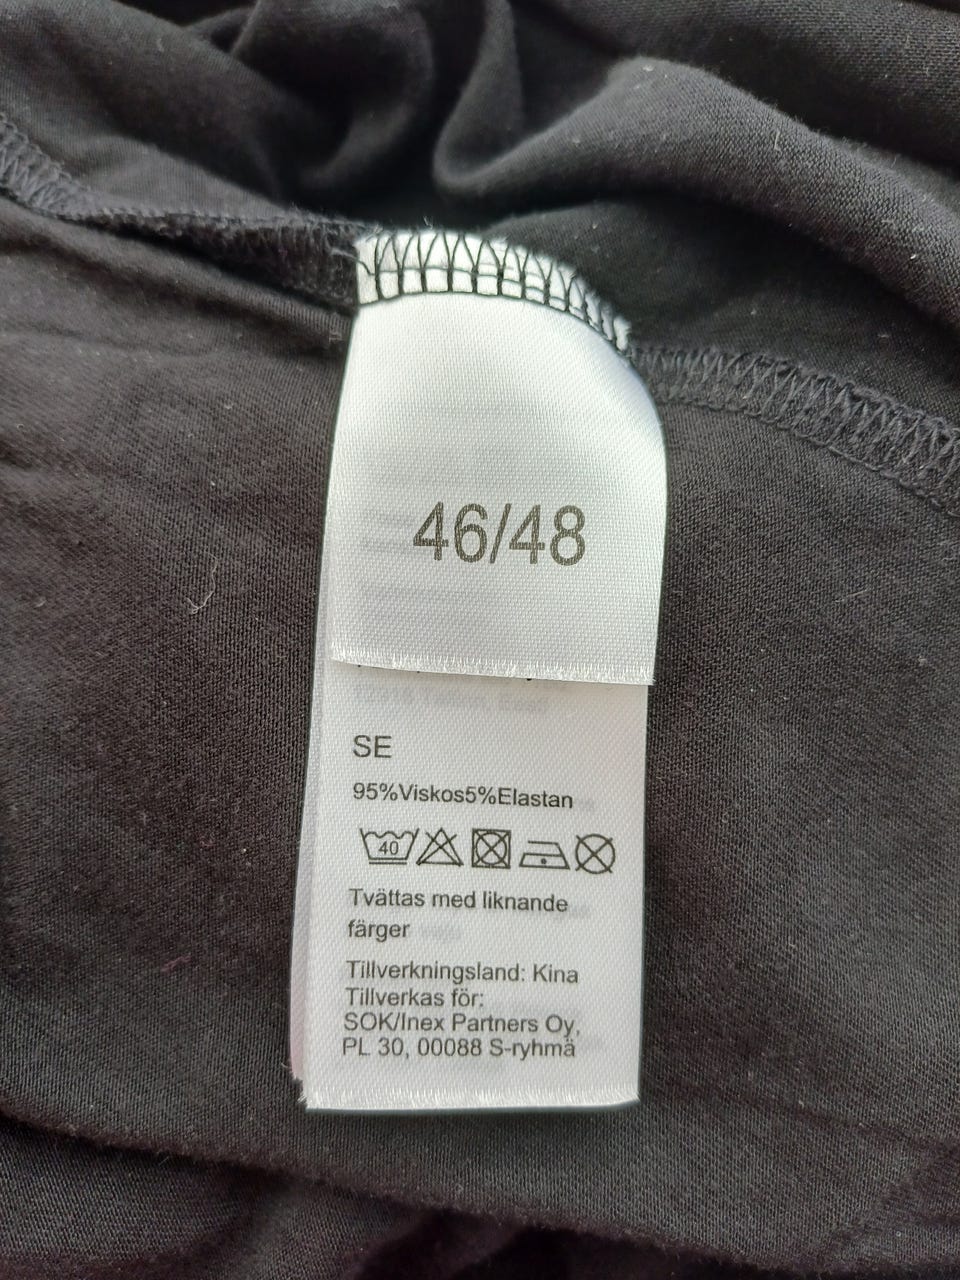 46/48
SE
95%Viskos5%Elastan
40
Tvättas med liknande
färger
Tillverkningsland: Kina
Tillverkas för:
SOK/Inex Partners Oy,
PL 30, 00088 S-ryhmä